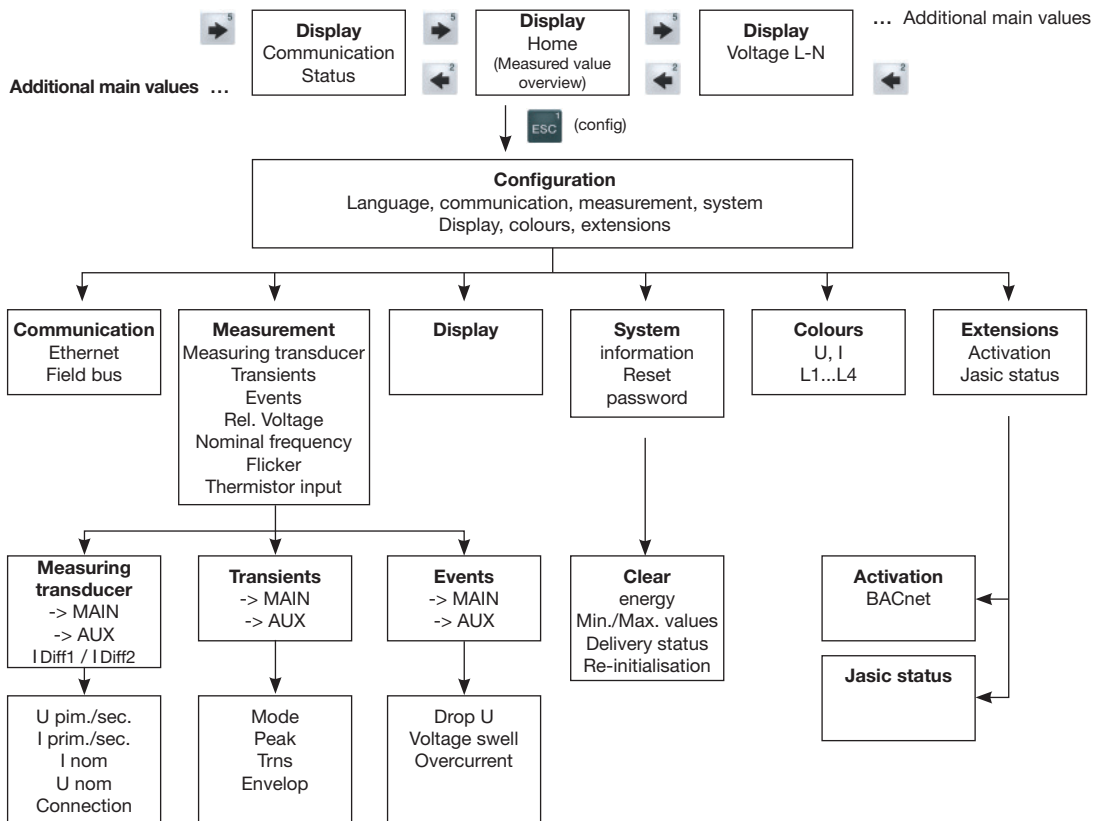 5
Display
Communication
Status
5
2
Display
Home
(Measured value
overview)
5
2
Display
Voltage L-N
2
... Additional main values
Additional main values ...
ESC 1
(config)
Configuration
Language, communication, measurement, system
Display, colours, extensions
Communication
Ethernet
Field bus
Measurement
Measuring transducer
Transients
Events
Rel. Voltage
Nominal frequency
Flicker
Thermistor input
Display
System
information
Reset
password
Colours
U, I
L1...L4
Extensions
Activation
Jasic status
Measuring
transducer
-> MAIN
-> AUX
I Diff1 / I Diff2
Transients
-> MAIN
-> AUX
Events
-> MAIN
-> AUX
Clear
energy
Min./Max. values
Delivery status
Re-initialisation
Activation
BACnet
Jasic status
U pim./sec.
I prim./sec.
I nom
U nom
Connection
Mode
Peak
Trns
Envelop
Drop U
Voltage swell
Overcurrent